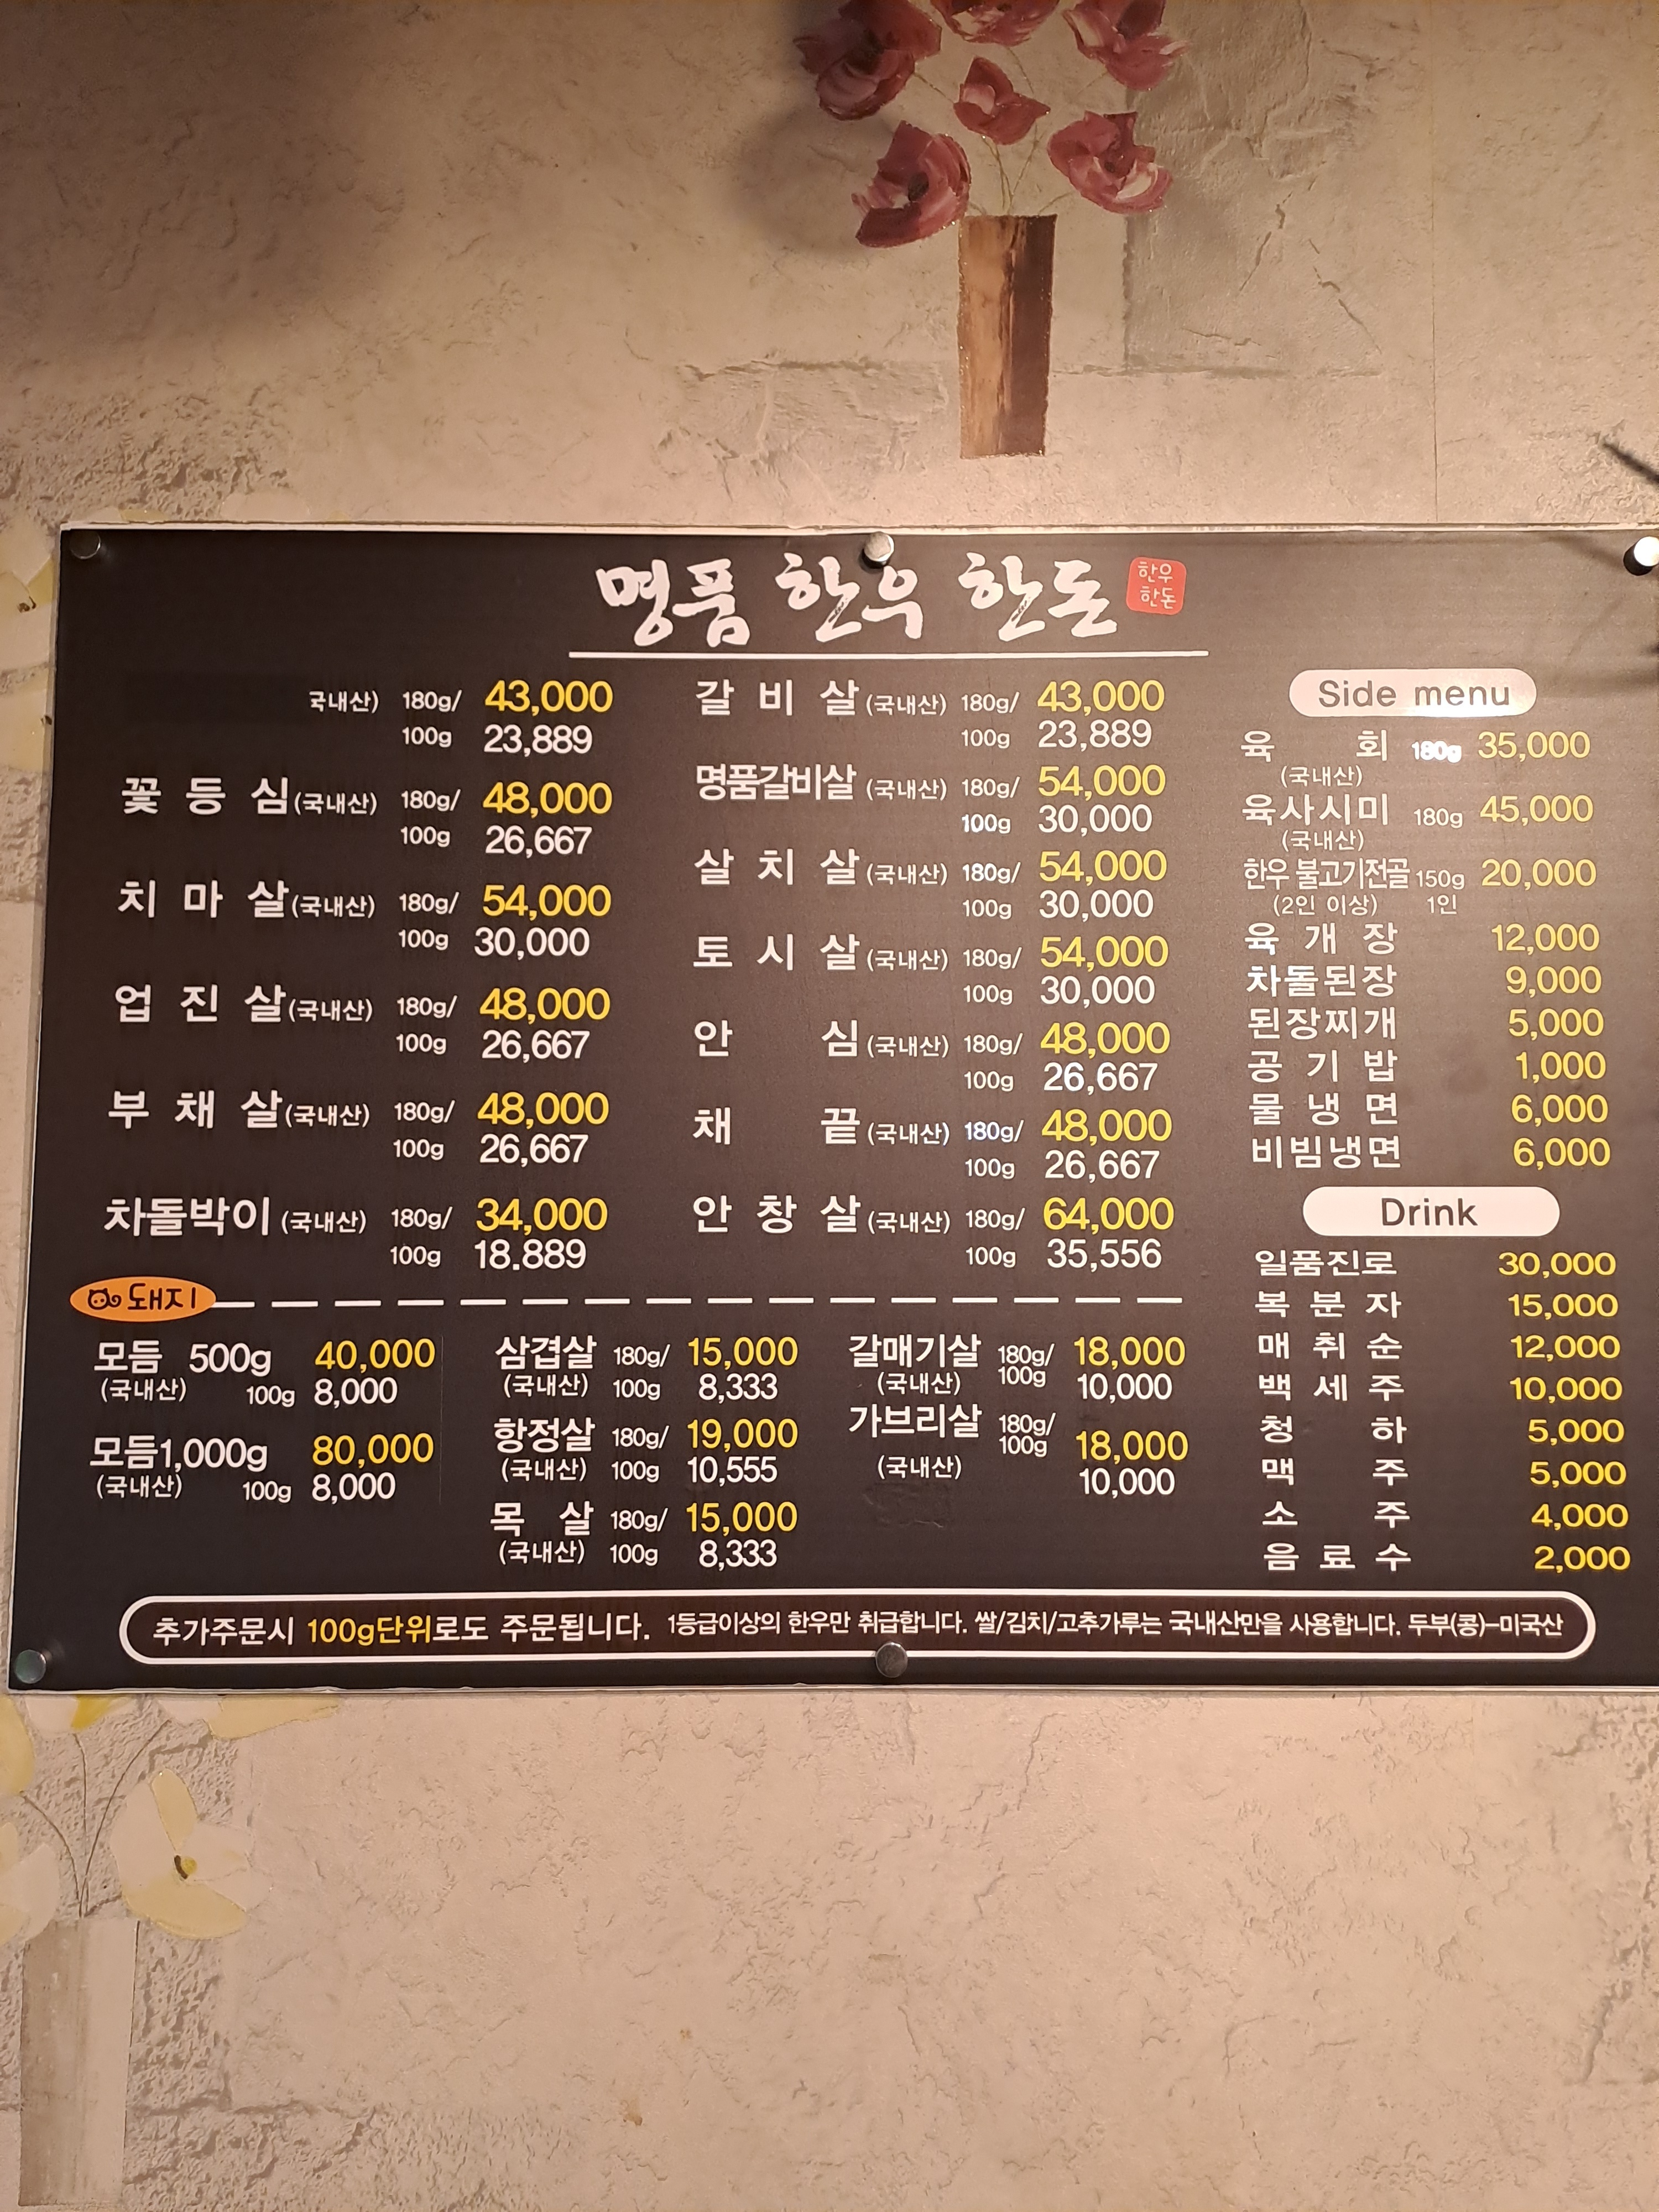 명품 한우 한돈
한우
한돈
국내산) 180g/ 43,000
100g 23,889
꽃등심(국내산) 180g/ 48,000
100g 26,667
치마살(국내산) 180g/ 54,000
100g 30,000
업진살(국내산) 180g/ 48,000
100g 26,667
부채살(국내산) 180g/ 48,000
100g 26,667
차돌박이 (국내산) 180g/ 34,000
100g 18.889
갈비살(국내산) 180g/ 43,000
100g 23,889
명품갈비살 (국내산) 180g/ 54,000
100g 30,000
살치살(국내산) 180g/ 54,000
100g 30,000
토시살(국내산) 180g/ 54,000
100g 30,000
안심(국내산) 180g/ 48,000
100g 26,667
채끝(국내산) 180g/ 48,000
100g 26,667
안창살(국내산) 180g/ 64,000
100g 35,556
돼지
모듬 500g 40,000
(국내산) 100g 8,000
모듬1,000g 80,000
(국내산) 100g 8,000
삼겹살 180g/ 15,000
(국내산) 100g 8,333
항정살 180g/ 19,000
(국내산) 100g 10,555
목살 180g/ 15,000
(국내산) 100g 8,333
갈매기살 180g/ 18,000
(국내산) 100g 10,000
가브리살 180g/
100g 18,000
(국내산) 10,000
Side menu
육회 180g 35,000
(국내산)
육사시미 180g 45,000
(국내산)
한우 불고기전골 150g 20,000
(2인 이상) 1인
육개장 12,000
차돌된장 9,000
된장찌개 5,000
공기밥 1,000
물냉면 6,000
비빔냉면 6,000
Drink
일품진로 30,000
복분자 15,000
매취순 12,000
백세주 10,000
청하 5,000
맥주 5,000
소주 4,000
음료수 2,000
추가주문시 100g단위로도 주문됩니다. 1등급이상의 한우만 취급합니다. 쌀/김치/고추가루는 국내산만을 사용합니다. 두부(콩)-미국산